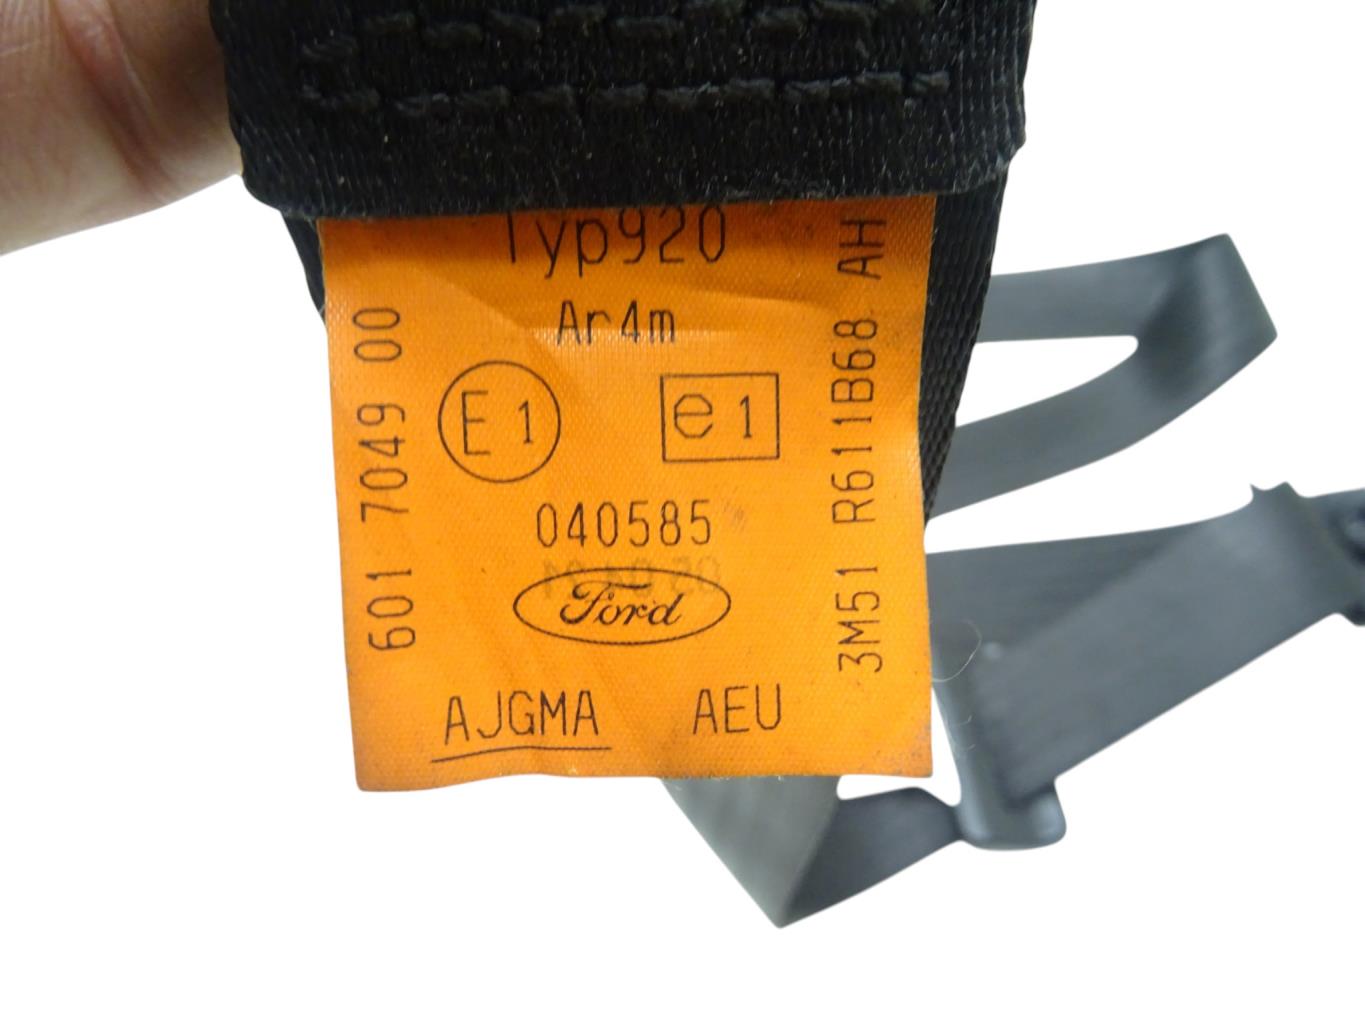 Typ920
Ar4m
E1
e1
040585
Ford
AJGMA AEU
601 7049 00
3M51 R611B68 AH